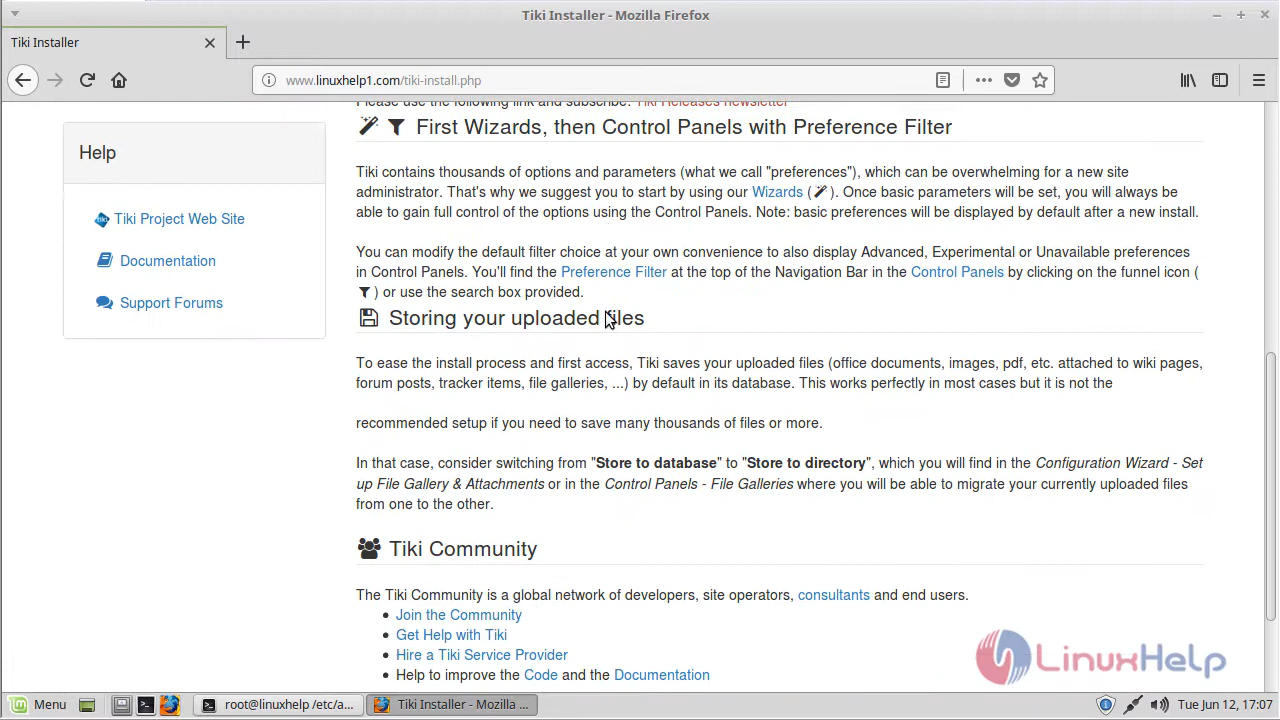 Tiki Installer - Mozilla Firefox
Tiki Installer
www.linuxhelp1.com/tiki-install.php
Please use the following link and subscribe: Tiki Releases newsletter
Help
Tiki Project Web Site
Documentation
Support Forums
First Wizards, then Control Panels with Preference Filter
Tiki contains thousands of options and parameters (what we call "preferences"), which can be overwhelming for a new site
administrator. That's why we suggest you to start by using our Wizards ( ). Once basic parameters will be set, you will always be
able to gain full control of the options using the Control Panels. Note: basic preferences will be displayed by default after a new install.
You can modify the default filter choice at your own convenience to also display Advanced, Experimental or Unavailable preferences
in Control Panels. You'll find the Preference Filter at the top of the Navigation Bar in the Control Panels by clicking on the funnel icon (
) or use the search box provided.
Storing your uploaded files
To ease the install process and first access, Tiki saves your uploaded files (office documents, images, pdf, etc. attached to wiki pages,
forum posts, tracker items, file galleries, ...) by default in its database. This works perfectly in most cases but it is not the
recommended setup if you need to save many thousands of files or more.
In that case, consider switching from "Store to database" to "Store to directory", which you will find in the Configuration Wizard - Set
up File Gallery & Attachments or in the Control Panels - File Galleries where you will be able to migrate your currently uploaded files
from one to the other.
Tiki Community
The Tiki Community is a global network of developers, site operators, consultants and end users.
• Join the Community
• Get Help with Tiki
• Hire a Tiki Service Provider
• Help to improve the Code and the Documentation
LinuxHelp
Menu
root@linuxhelp /etc/a...
Tiki Installer - Mozilla ...
Tue Jun 12, 17:07